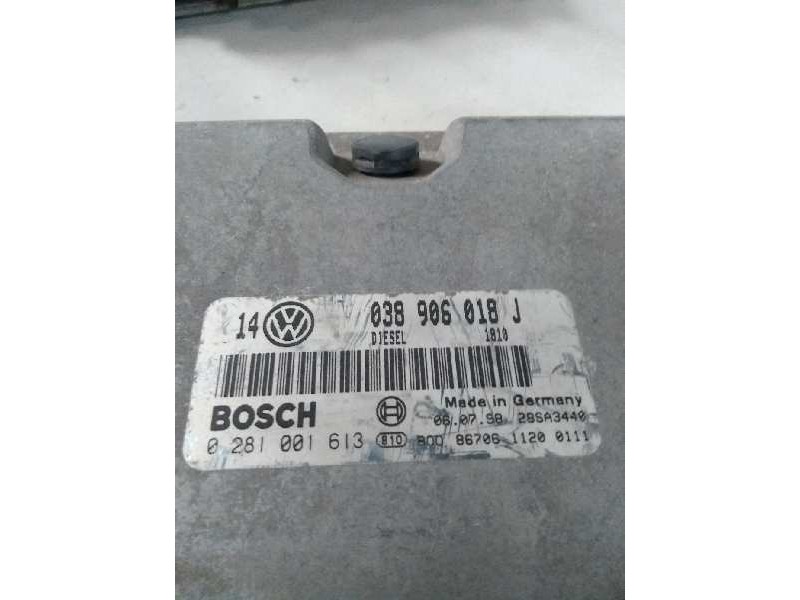 14 VW 038 906 018 J
DIESEL 1810
BOSCH Made in Germany
06.07.98 28SA3440
0 281 001 613 810 86706 1120 0111